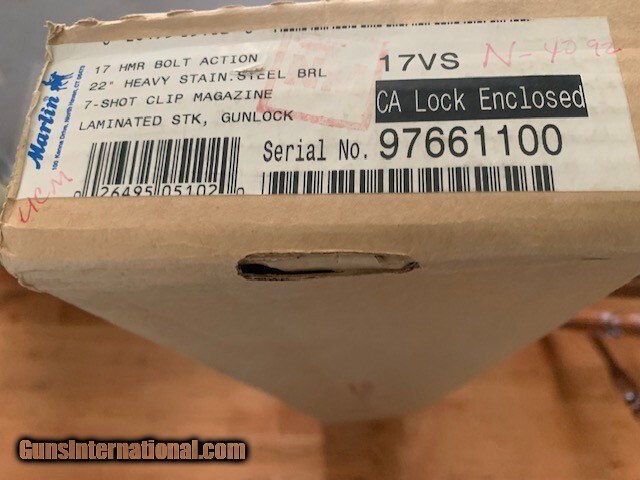 17 HMR BOLT ACTION
22" HEAVY STAIN.STEEL BRL
7-SHOT CLIP MAGAZINE
LAMINATED STK, GUNLOCK
Marlin
17VS
CA Lock Enclosed
Serial No. 97661100
0 26495 05102 0
UCM
GunsInternational.com